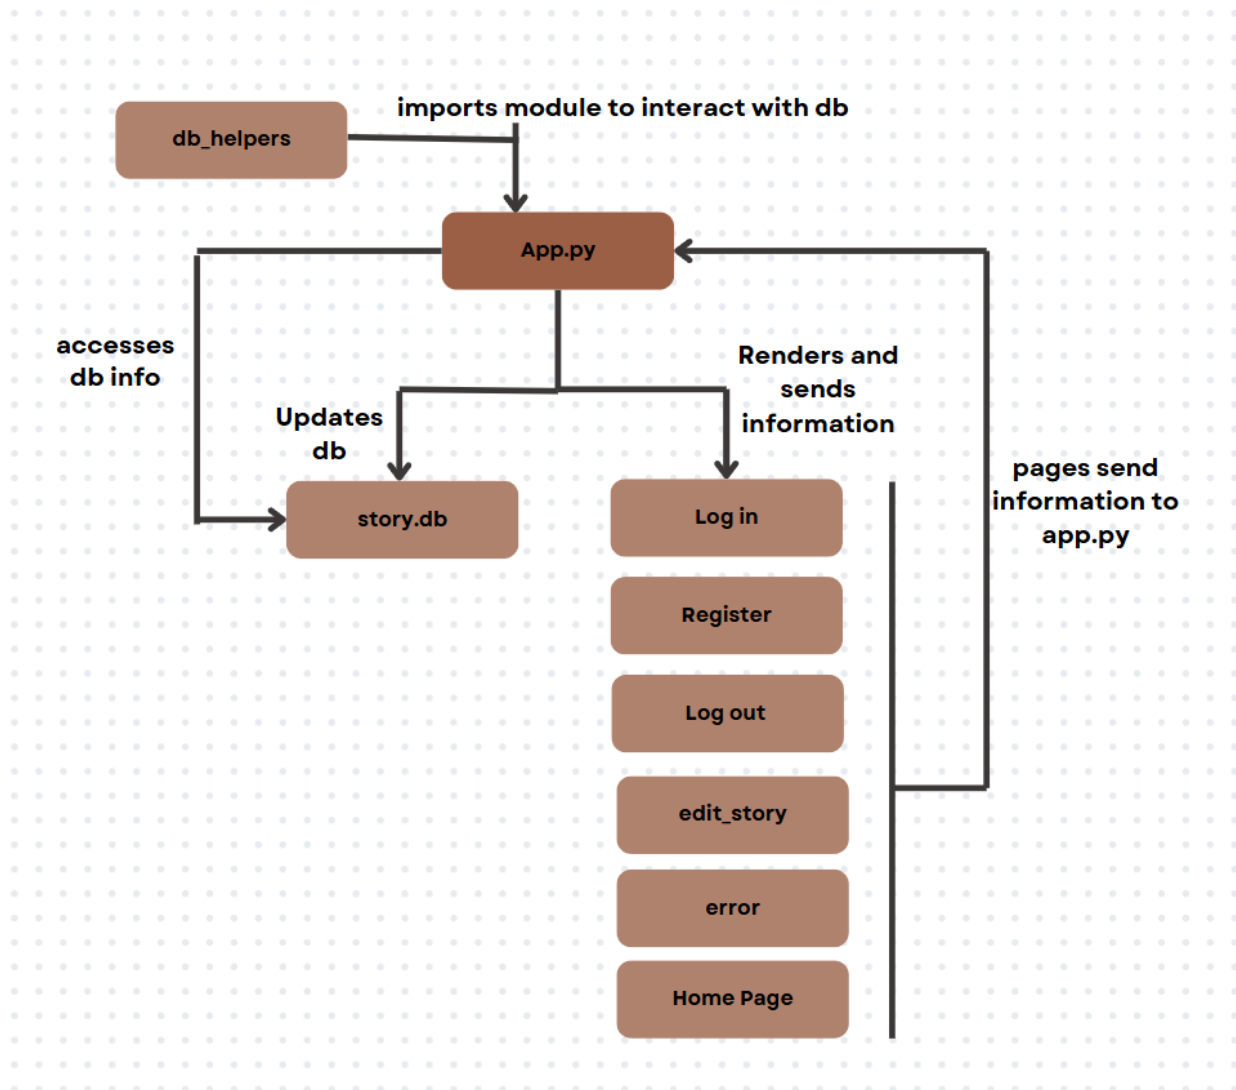 imports module to interact with db
db_helpers
App.py
accesses
db info
Updates
db
Renders and
sends
information
pages send
information to
app.py
story.db
Log in
Register
Log out
edit_story
error
Home Page